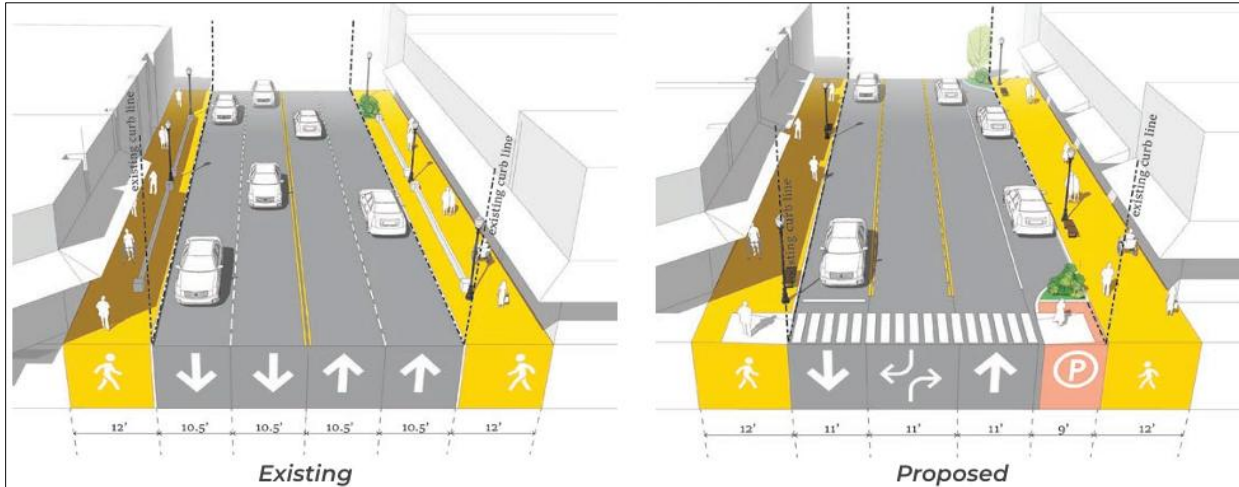 existing curb line
existing curb line
12' 10.5' 10.5' 10.5' 10.5' 12'
Existing
existing curb line
existing curb line
P
12' 11' 11' 11' 9' 12'
Proposed